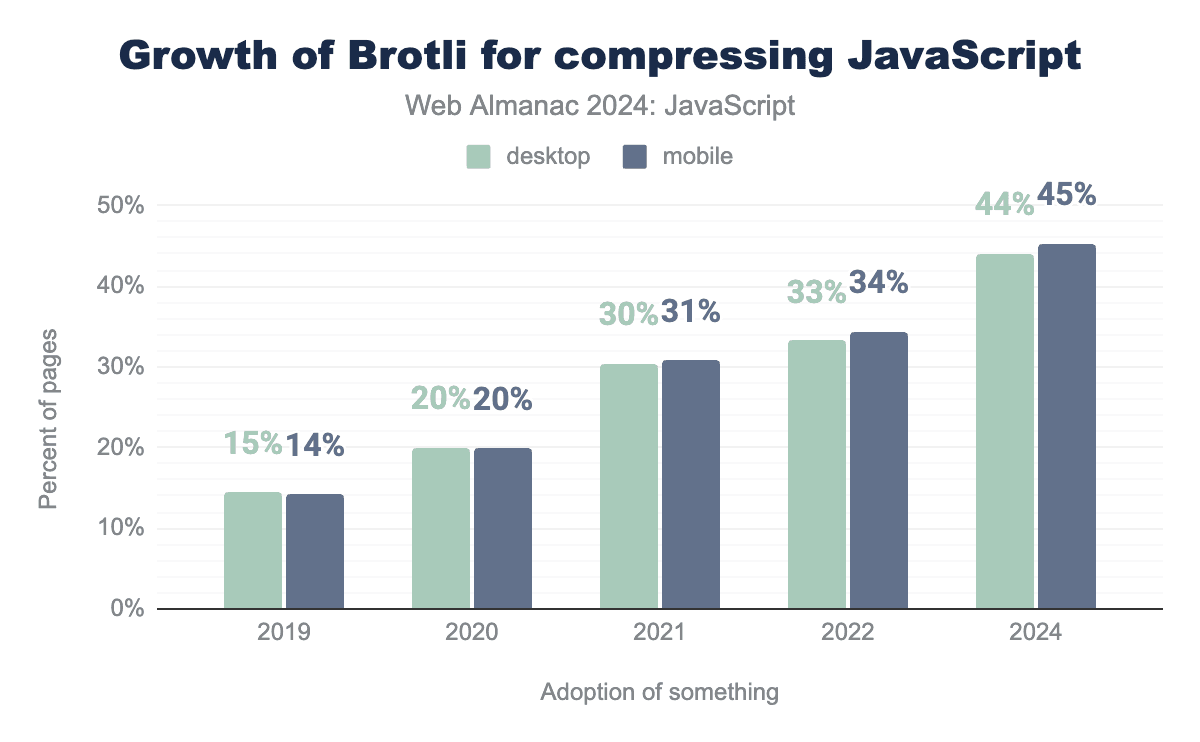 Growth of Brotli for compressing JavaScript
Web Almanac 2024: JavaScript
desktop mobile
50%
40%
30%
20%
10%
0%
Percent of pages
15% 14%
20% 20%
30% 31%
33% 34%
44% 45%
2019 2020 2021 2022 2024
Adoption of something